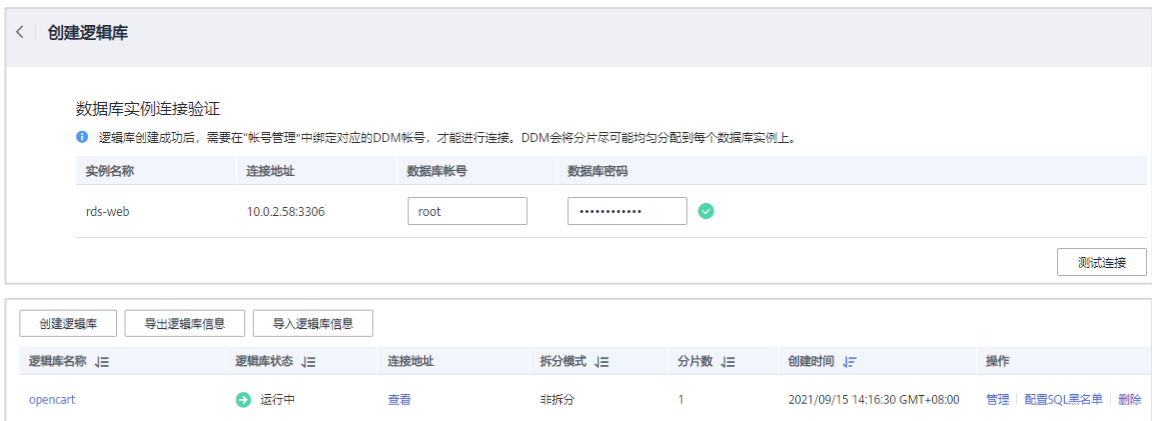 创建逻辑库
数据库实例连接验证
逻辑库创建成功后，需要在"帐号管理"中绑定对应的DDM帐号，才能进行连接。DDM会将分片尽可能均匀分配到每个数据库实例上。
实例名称 连接地址 数据库帐号 数据库密码
rds-web 10.0.2.58:3306 root ••••••••••••
测试连接
创建逻辑库 导出逻辑库信息 导入逻辑库信息
逻辑库名称 逻辑库状态 连接地址 拆分模式 分片数 创建时间 操作
opencart 运行中 查看 非拆分 1 2021/09/15 14:16:30 GMT+08:00 管理 配置SQL黑名单 删除